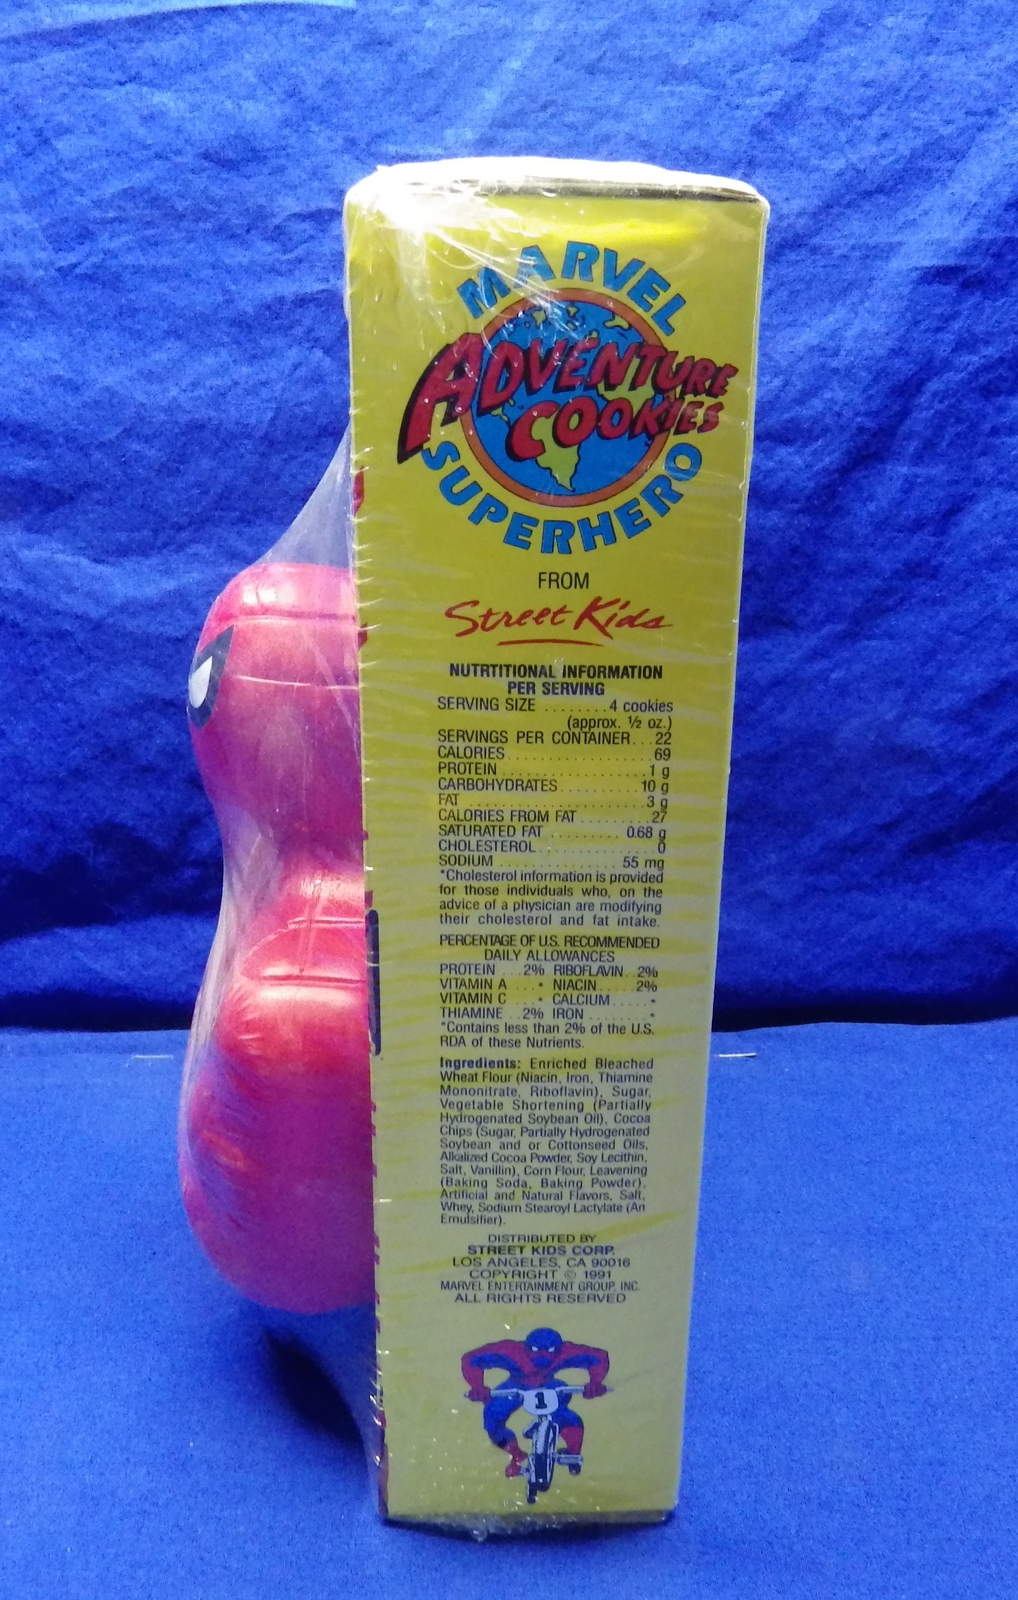 MARVEL
ADVENTURE
COOKIES
SUPERHERO
FROM
Street Kids
NUTRTITIONAL INFORMATION
PER SERVING
SERVING SIZE ........4 cookies
(approx. ½ oz.)
SERVINGS PER CONTAINER...22
CALORIES.....................69
PROTEIN.....................1 g
CARBOHYDRATES..........10 g
FAT..........................3 g
CALORIES FROM FAT.........27
SATURATED FAT.........0.68 g
CHOLESTEROL...............0
SODIUM................55 mg
*Cholesterol information is provided
for those individuals who, on the
advice of a physician are modifying
their cholesterol and fat intake.
PERCENTAGE OF U.S. RECOMMENDED
DAILY ALLOWANCES
PROTEIN...2% RIBOFLAVIN..2%
VITAMIN A...* NIACIN.....2%
VITAMIN C...* CALCIUM.....*
THIAMINE..2% IRON.........*
*Contains less than 2% of the U.S.
RDA of these Nutrients.
Ingredients: Enriched Bleached
Wheat Flour (Niacin, Iron, Thiamine
Mononitrate, Riboflavin), Sugar,
Vegetable Shortening (Partially
Hydrogenated Soybean Oil), Cocoa
Chips (Sugar, Partially Hydrogenated
Soybean and or Cottonseed Oils,
Alkalized Cocoa Powder, Soy Lecithin,
Salt, Vanillin), Corn Flour, Leavening
(Baking Soda, Baking Powder),
Artificial and Natural Flavors, Salt,
Whey, Sodium Stearoyl Lactylate (An
Emulsifier).
DISTRIBUTED BY
STREET KIDS CORP.
LOS ANGELES, CA 90016
COPYRIGHT © 1991
MARVEL ENTERTAINMENT GROUP, INC.
ALL RIGHTS RESERVED
1